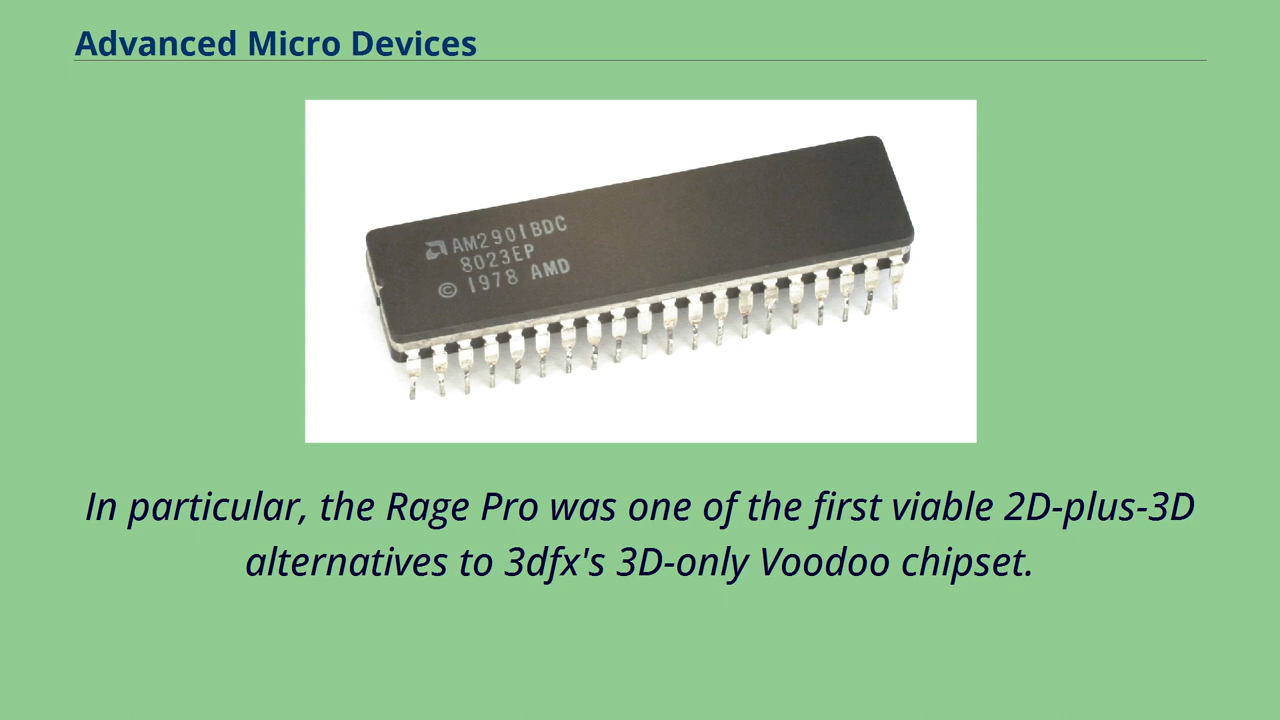 Advanced Micro Devices
AM2901BDC
8023EP
© 1978 AMD
In particular, the Rage Pro was one of the first viable 2D-plus-3D
alternatives to 3dfx's 3D-only Voodoo chipset.